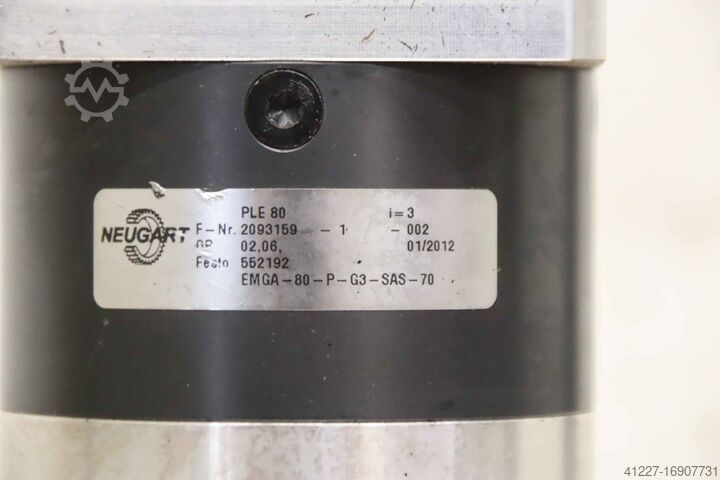 NEUGART
PLE 80 i=3
F-Nr. 2093159 -1 -002
OP 02,06, 01/2012
Festo 552192
EMGA-80-P-G3-SAS-70
41227-16907731